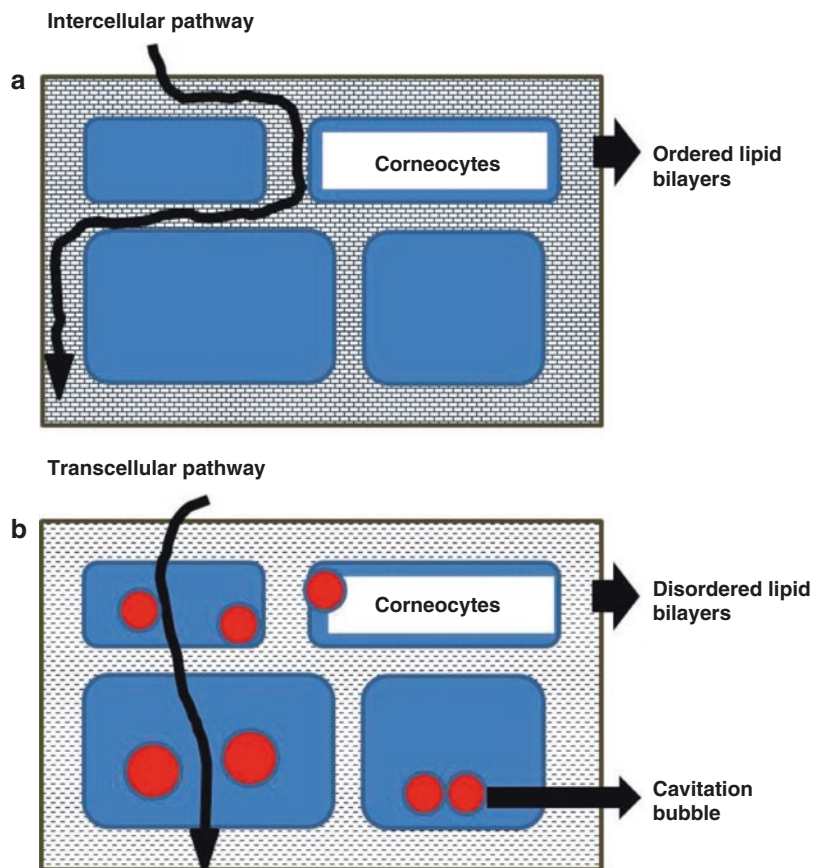 Intercellular pathway
a
Corneocytes
Ordered lipid
bilayers
Transcellular pathway
b
Corneocytes
Disordered lipid
bilayers
Cavitation
bubble